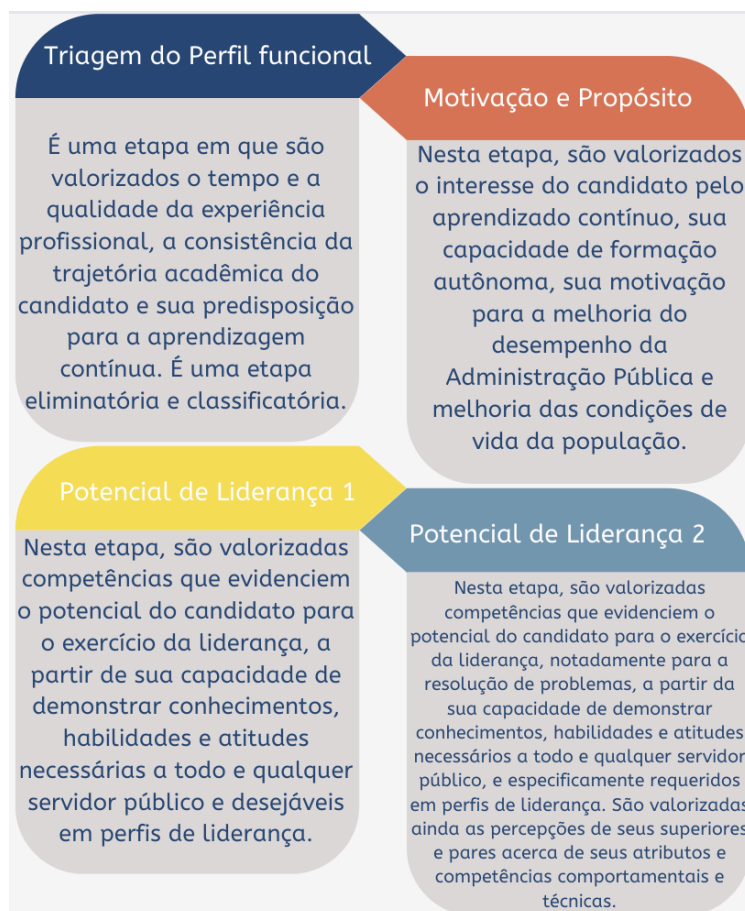 Triagem do Perfil funcional
É uma etapa em que são
valorizados o tempo e a
qualidade da experiência
profissional, a consistência da
trajetória acadêmica do
candidato e sua predisposição
para a aprendizagem
contínua. É uma etapa
eliminatória e classificatória.
Motivação e Propósito
Nesta etapa, são valorizados
o interesse do candidato pelo
aprendizado contínuo, sua
capacidade de formação
autônoma, sua motivação
para a melhoria do
desempenho da
Administração Pública e
melhoria das condições de
vida da população.
Potencial de Liderança 1
Nesta etapa, são valorizadas
competências que evidenciem
o potencial do candidato para
o exercício da liderança, a
partir de sua capacidade de
demonstrar conhecimentos,
habilidades e atitudes
necessárias a todo e qualquer
servidor público e desejáveis
em perfis de liderança.
Potencial de Liderança 2
Nesta etapa, são valorizadas
competências que evidenciem o
potencial do candidato para o exercício
da liderança, notadamente para a
resolução de problemas, a partir da
sua capacidade de demonstrar
conhecimentos, habilidades e atitudes
necessários a todo e qualquer servidor
público, e especificamente requeridos
em perfis de liderança. São valorizadas
ainda as percepções de seus superiores
e pares acerca de seus atributos e
competências comportamentais e
técnicas.